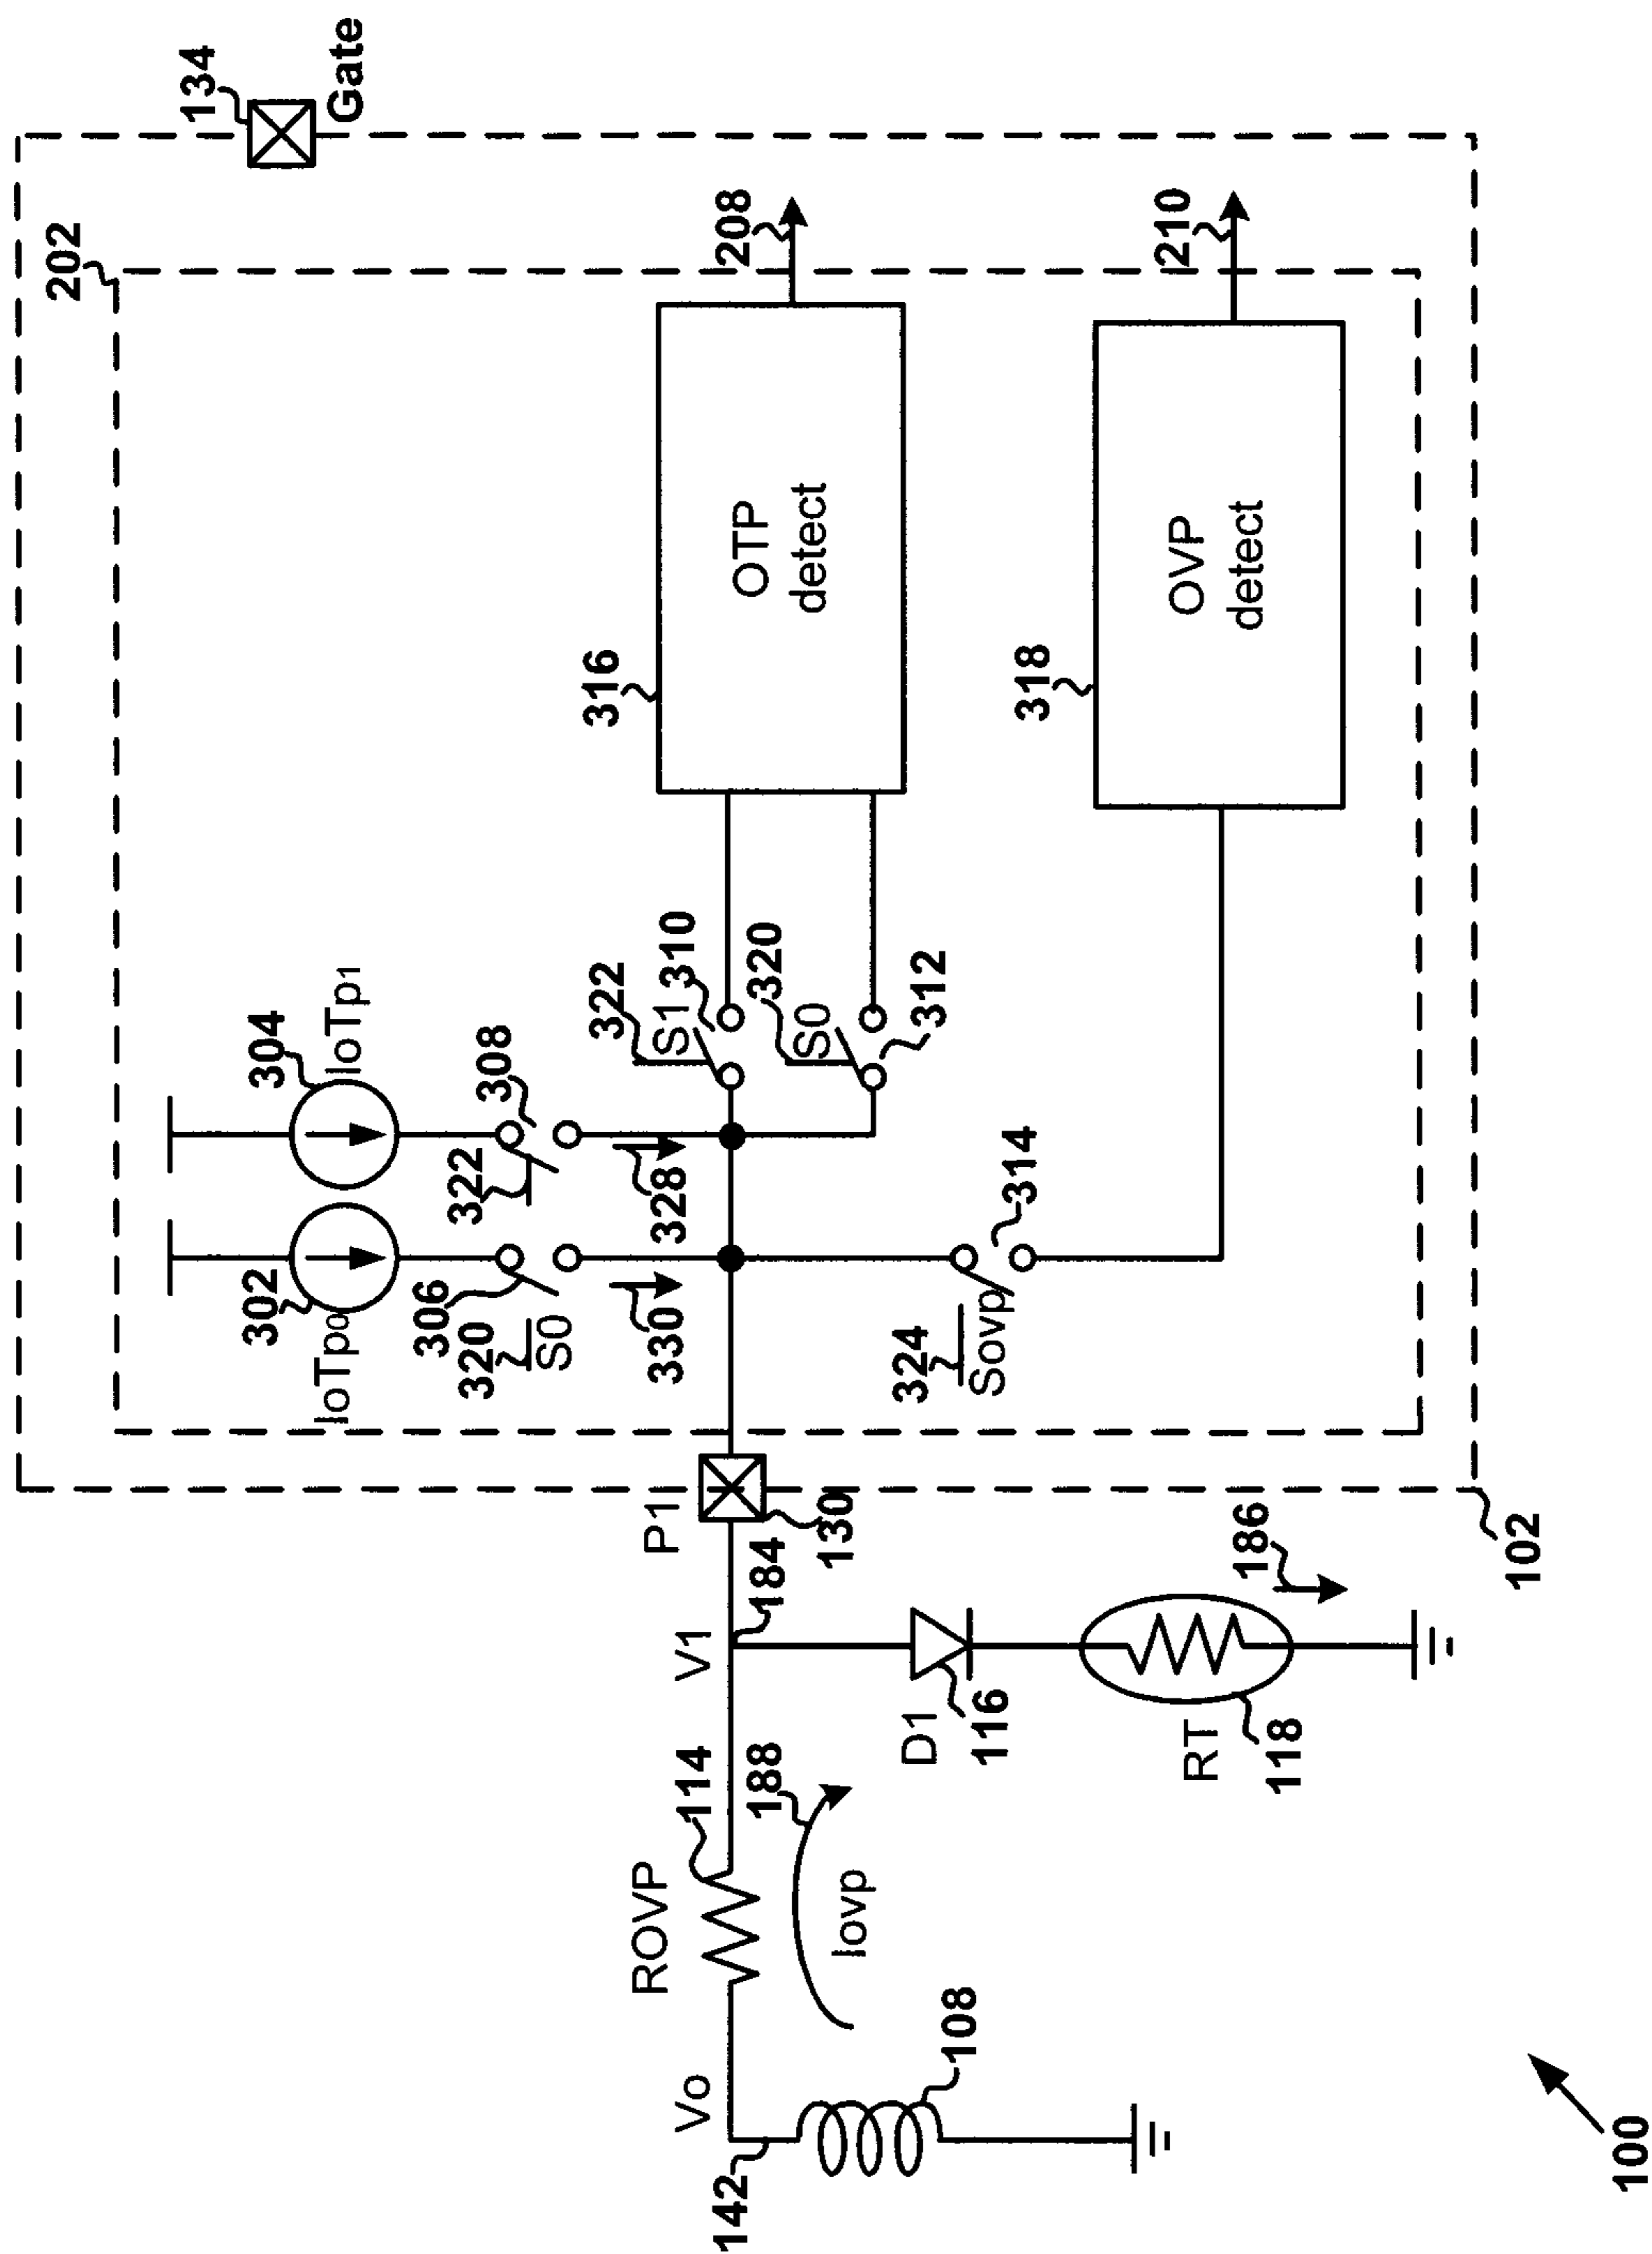 134
Gate
202
304
IoTp1
302
IoTp0
308
322
306
320
S0
328
330
322
S1
310
320
S0
312
316
OTP
detect
208
324
Sovp
314
318
OVP
detect
210
P1
130
102
V1
184
ROVP
114
188
Iovp
D1
116
RT
118
186
Vo
142
108
100